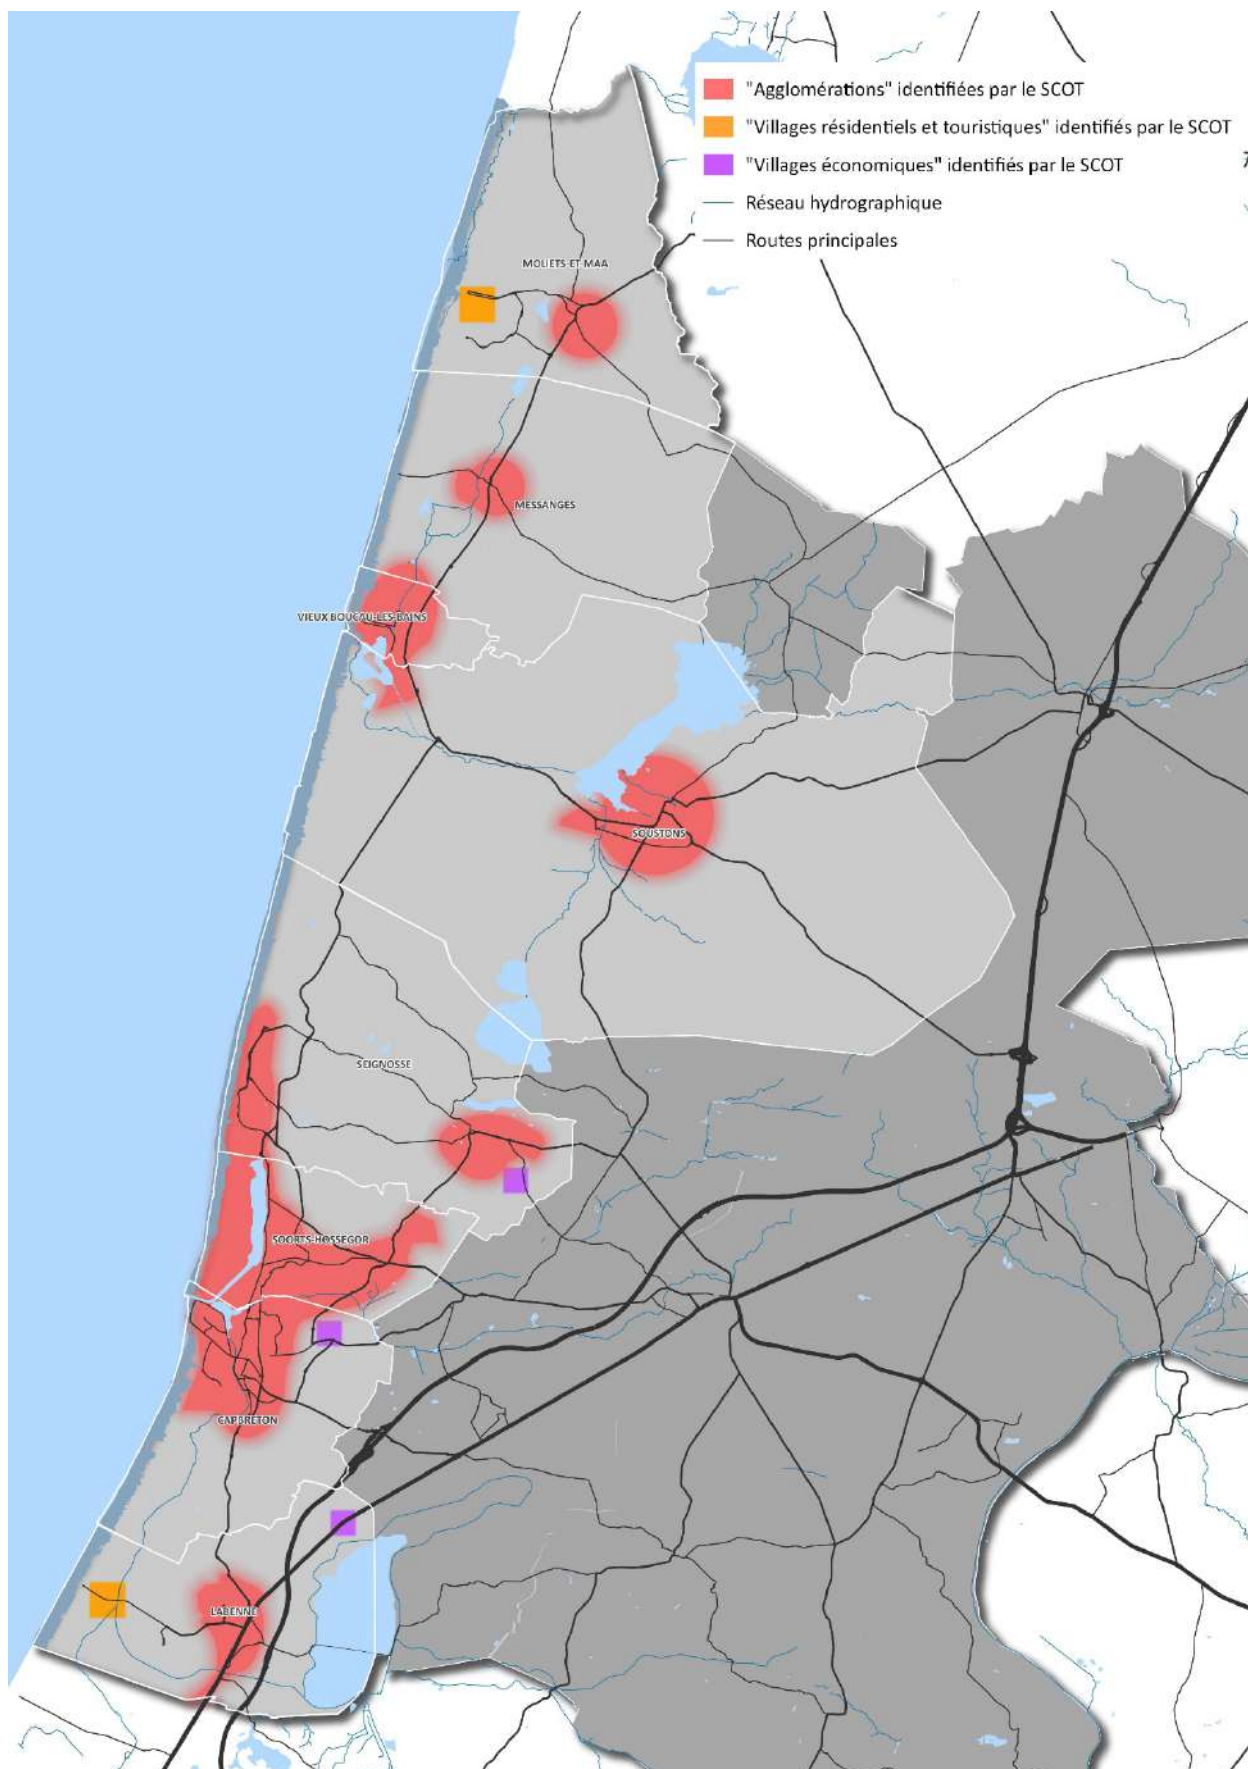 "Agglomérations" identifiées par le SCOT
"Villages résidentiels et touristiques" identifiés par le SCOT
"Villages économiques" identifiés par le SCOT
Réseau hydrographique
Routes principales
MOLIETS-ET-MAA
MESSANGES
VIEUX BOUCAU-LES-BAINS
SOUSTONS
SEIGNOSSE
SOORTS-HOSSEGOR
CAPBRETON
LABENNE